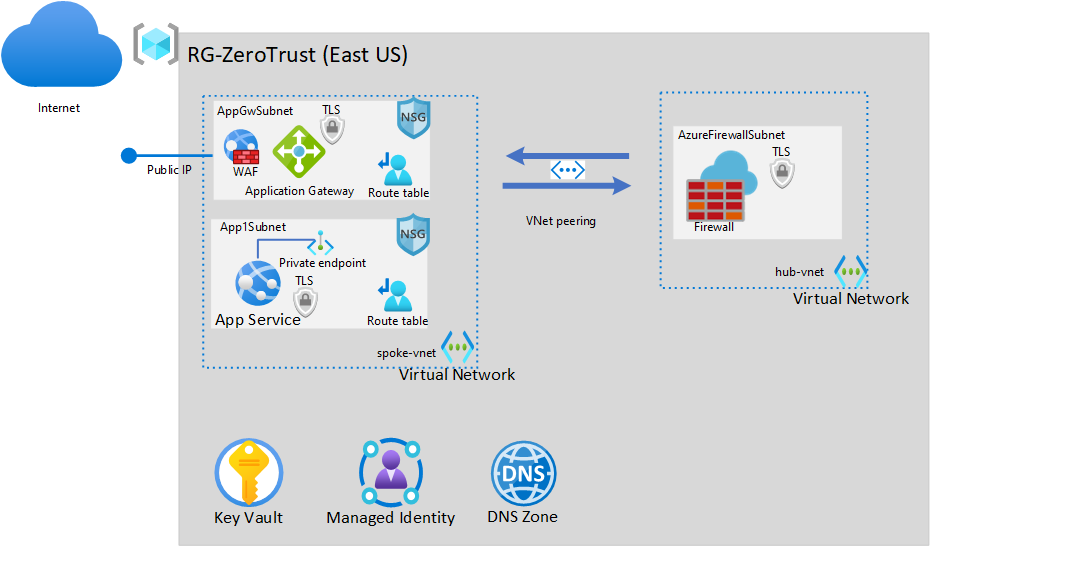 RG-ZeroTrust (East US)
Internet
AppGwSubnet
TLS
NSG
WAF
Application Gateway
Route table
Public IP
App1Subnet
NSG
Private endpoint
TLS
App Service
Route table
spoke-vnet
Virtual Network
VNet peering
AzureFirewallSubnet
TLS
Firewall
hub-vnet
Virtual Network
Key Vault
Managed Identity
DNS
DNS Zone